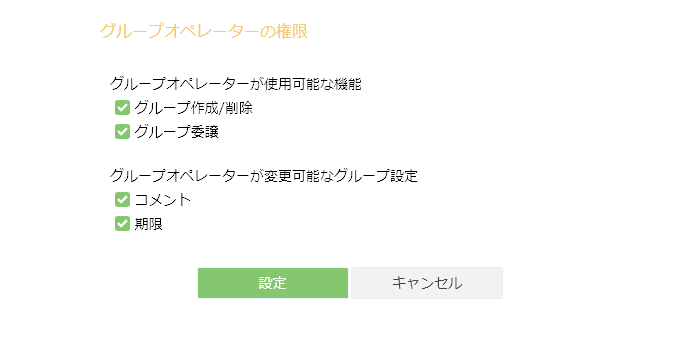 グループオペレーターの権限
グループオペレーターが使用可能な機能
グループ作成/削除
グループ委譲
グループオペレーターが変更可能なグループ設定
コメント
期限
設定
キャンセル